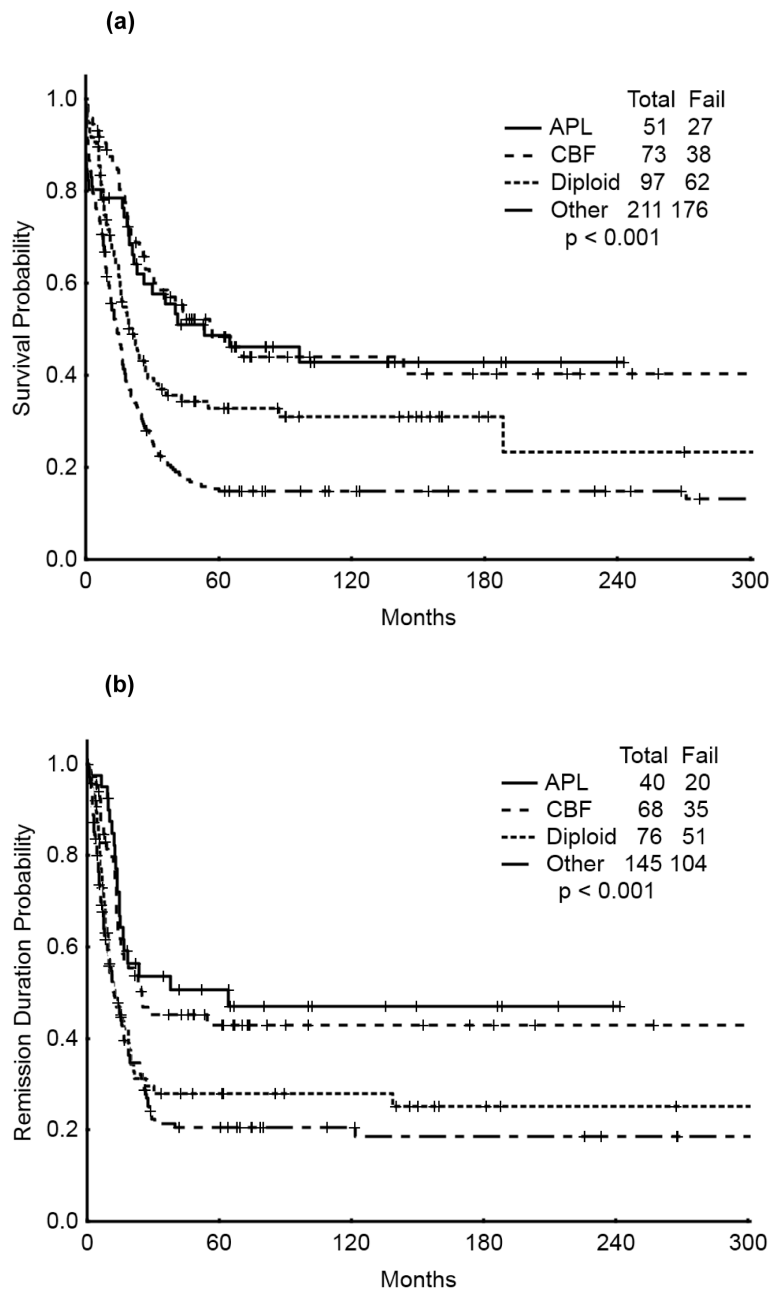 (a)
Total Fail
APL 51 27
CBF 73 38
Diploid 97 62
Other 211 176
p < 0.001
Survival Probability
1.0
0.8
0.6
0.4
0.2
0.0
0 60 120 180 240 300
Months
(b)
Total Fail
APL 40 20
CBF 68 35
Diploid 76 51
Other 145 104
p < 0.001
Remission Duration Probability
1.0
0.8
0.6
0.4
0.2
0.0
0 60 120 180 240 300
Months